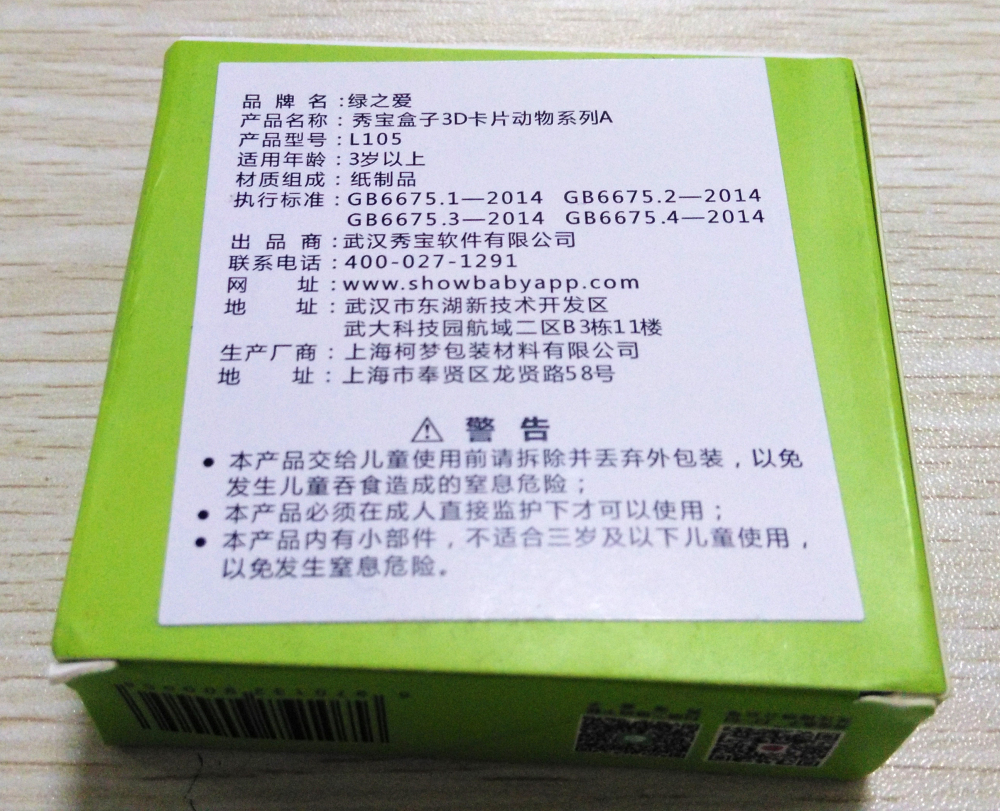 品 牌 名：绿之爱
产品名称：秀宝盒子3D卡片动物系列A
产品型号：L105
适用年龄：3岁以上
材质组成：纸制品
执行标准：GB6675.1—2014 GB6675.2—2014
GB6675.3—2014 GB6675.4—2014
出 品 商：武汉秀宝软件有限公司
联系电话：400-027-1291
网 址：www.showbabyapp.com
地 址：武汉市东湖新技术开发区
武大科技园航域二区B3栋11楼
生产厂商：上海柯梦包装材料有限公司
地 址：上海市奉贤区龙贤路58号
警 告
● 本产品交给儿童使用前请拆除并丢弃外包装，以免
发生儿童吞食造成的窒息危险；
● 本产品必须在成人直接监护下才可以使用；
● 本产品内有小部件，不适合三岁及以下儿童使用，
以免发生窒息危险。